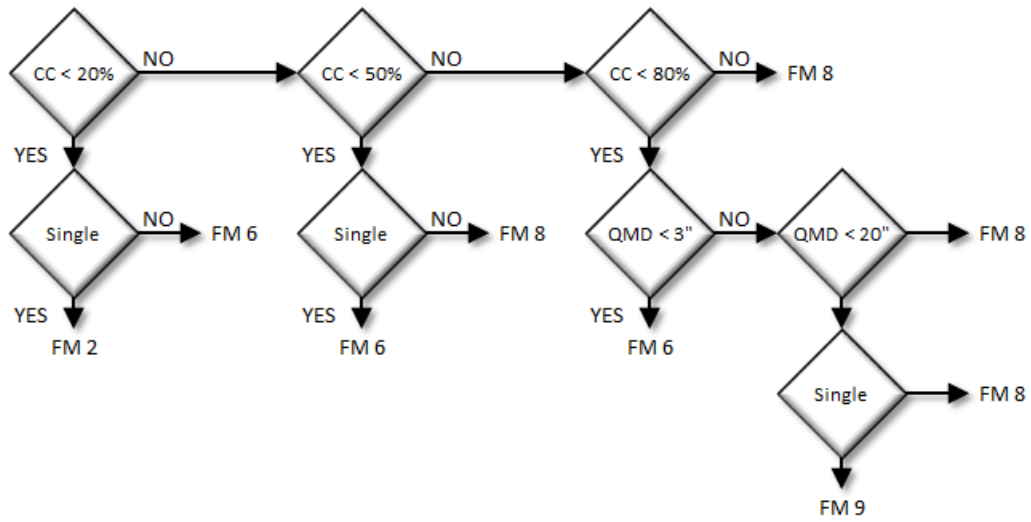 CC < 20%
NO
CC < 50%
NO
CC < 80%
NO
FM 8
YES
YES
YES
Single
NO
FM 6
Single
NO
FM 8
QMD < 3"
NO
QMD < 20"
FM 8
YES
FM 2
YES
FM 6
YES
FM 6
Single
FM 8
FM 9